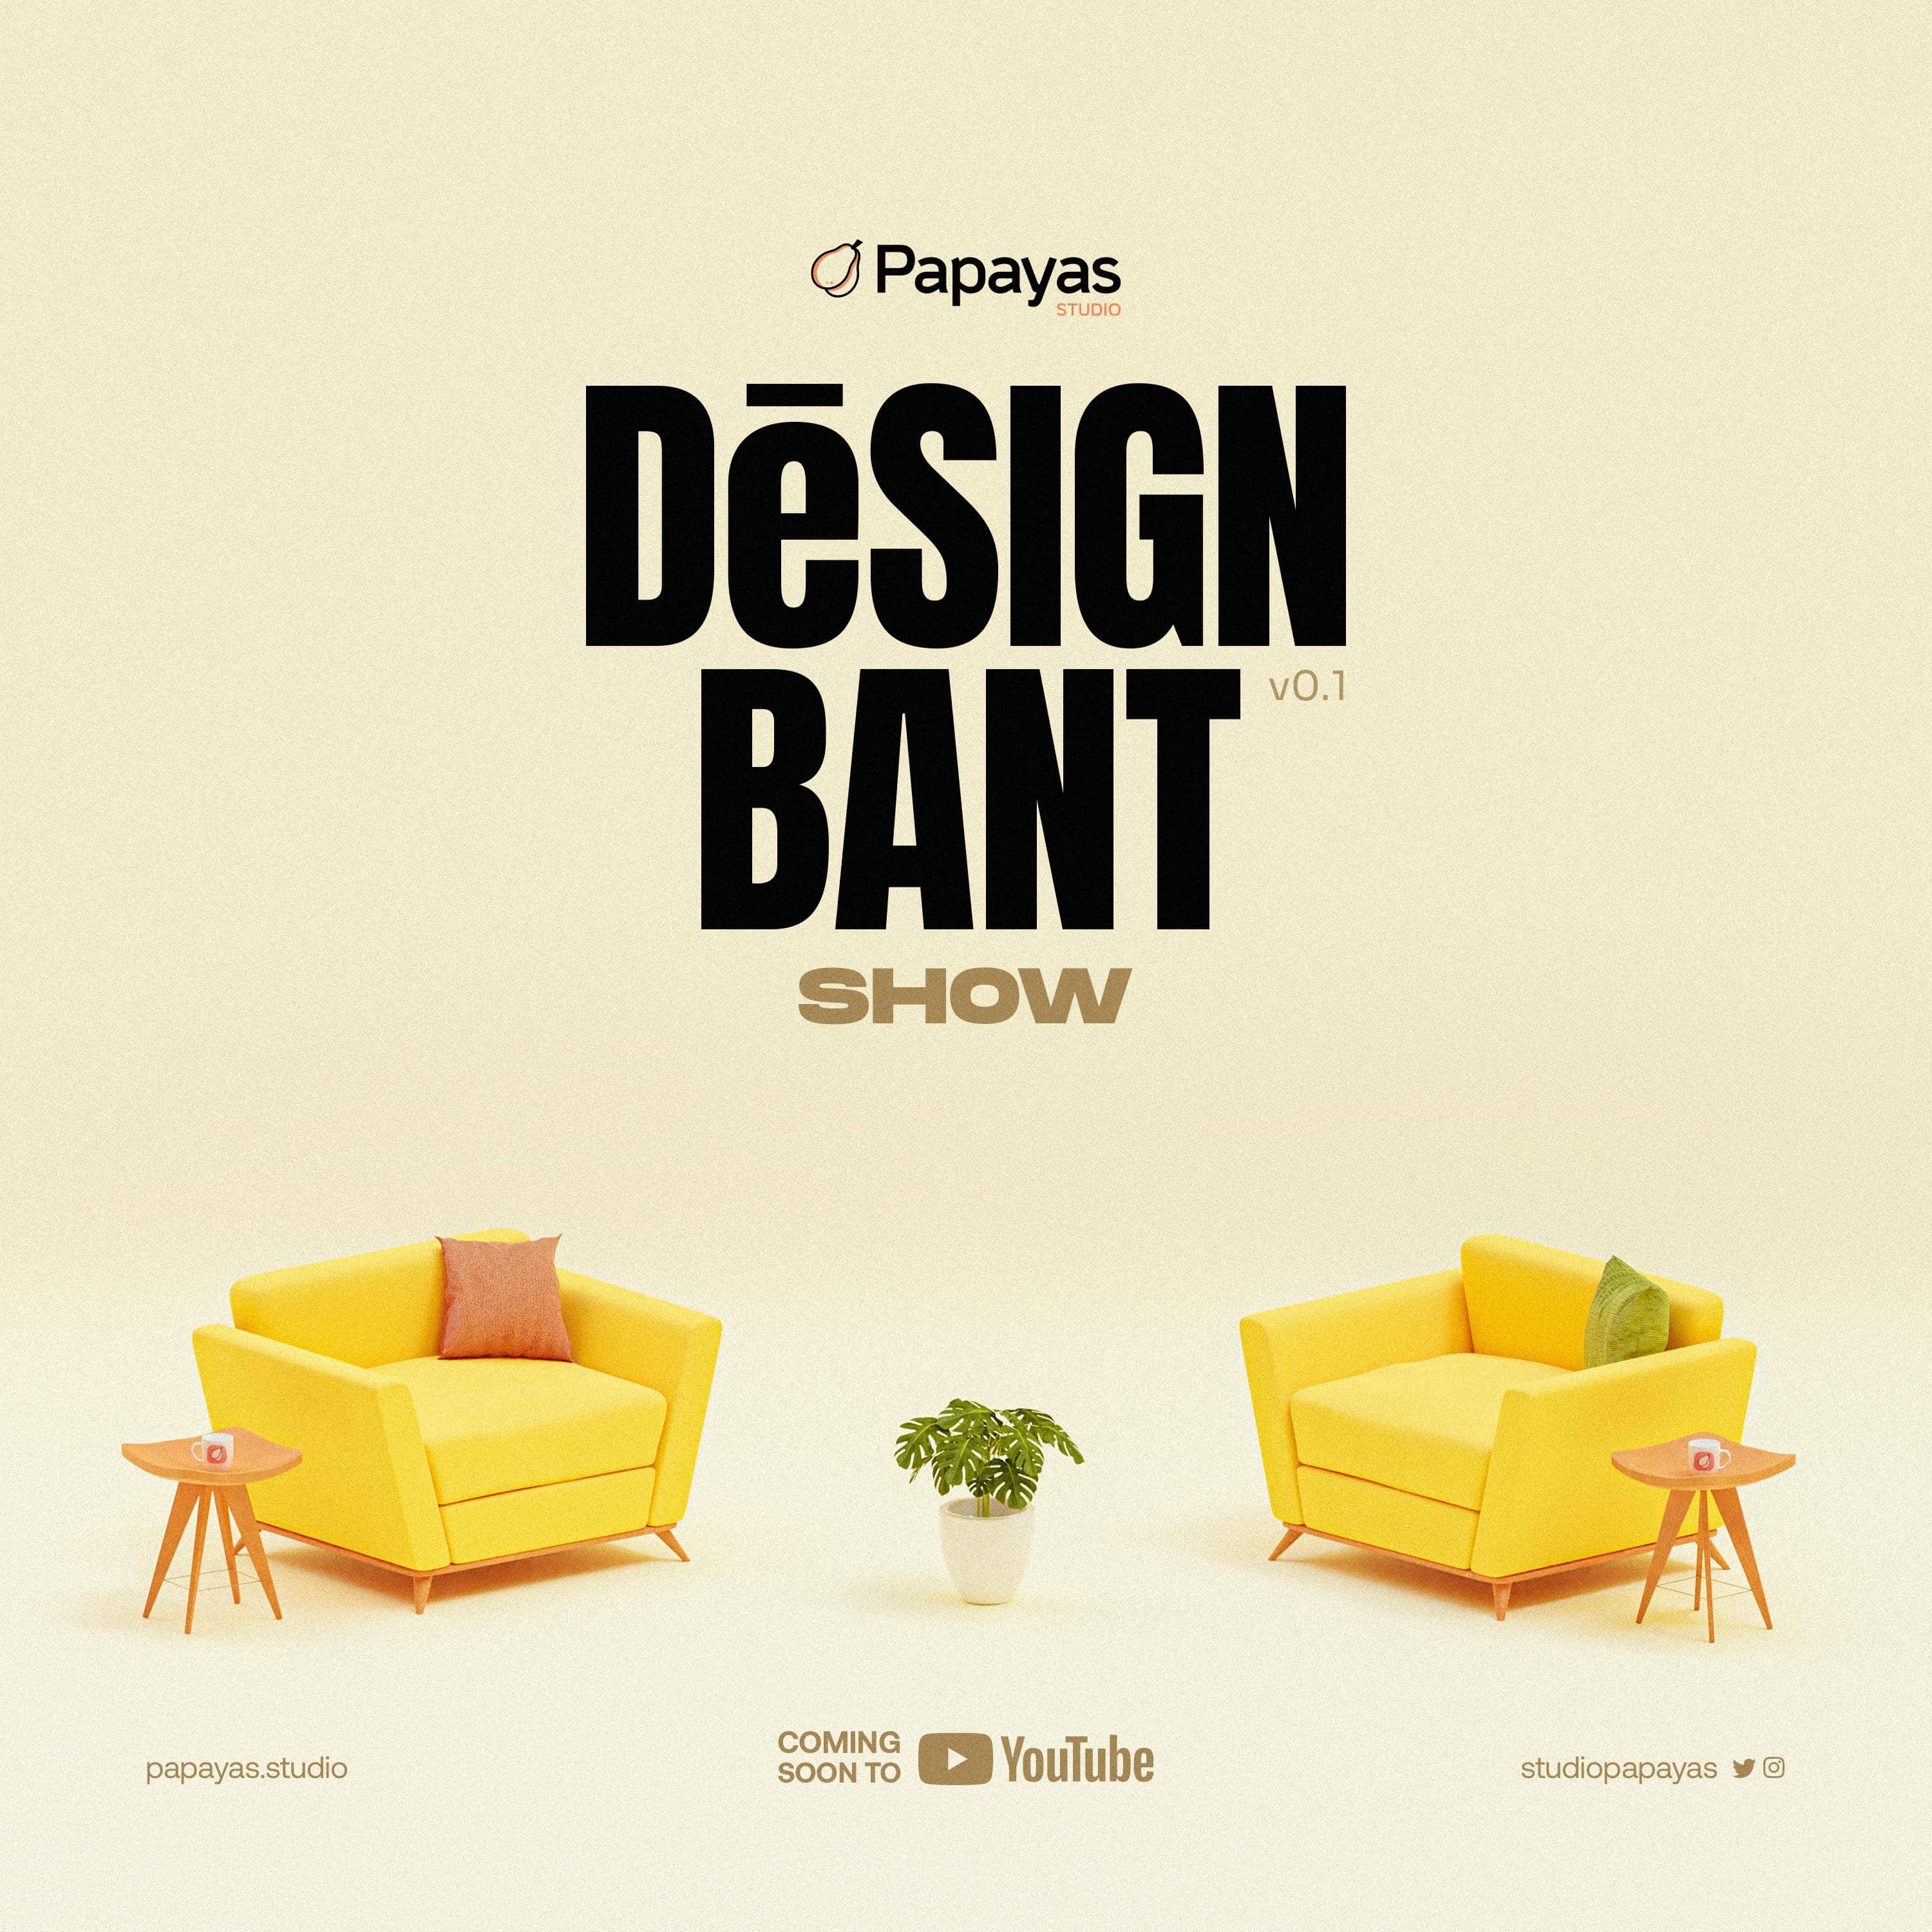 Papayas
STUDIO
DēSIGN
BANT v0.1
SHOW
COMING
SOON TO YouTube
papayas.studio
studiopapayas